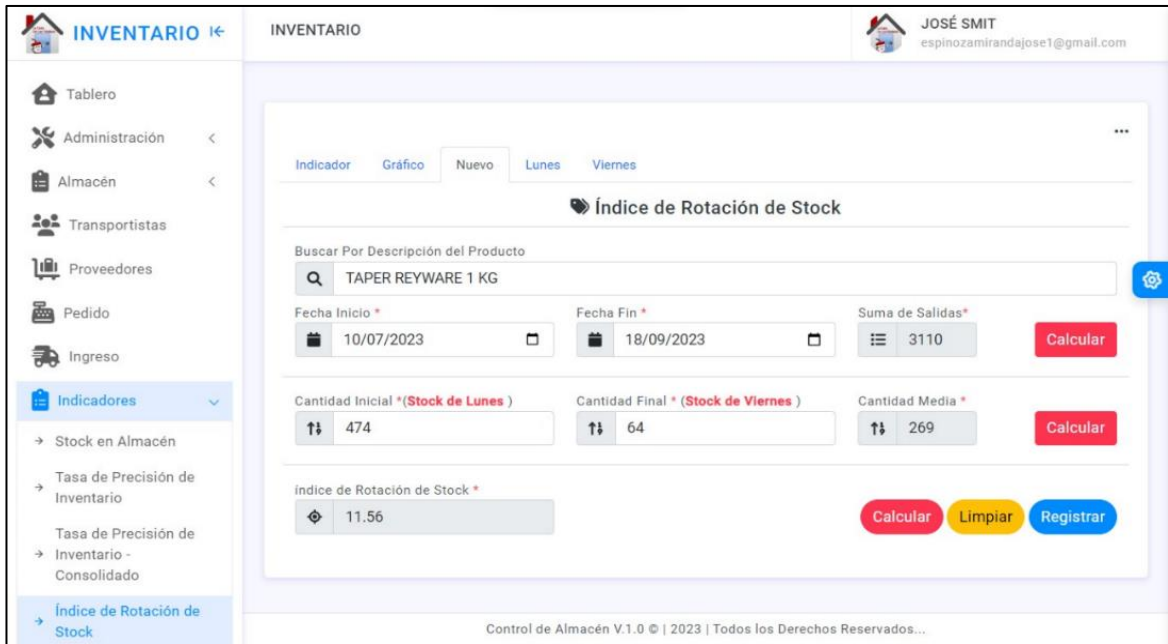 INVENTARIO
INVENTARIO
JOSÉ SMIT
espinozamirandajose1@gmail.com
Tablero
Administración
Almacén
Transportistas
Proveedores
Pedido
Ingreso
Indicadores
Stock en Almacén
Tasa de Precisión de
Inventario
Tasa de Precisión de
Inventario -
Consolidado
Índice de Rotación de
Stock
...
Indicador Gráfico Nuevo Lunes Viernes
Índice de Rotación de Stock
Buscar Por Descripción del Producto
TAPER REYWARE 1 KG
Fecha Inicio * Fecha Fin * Suma de Salidas*
10/07/2023 18/09/2023 3110 Calcular
Cantidad Inicial *(Stock de Lunes ) Cantidad Final * (Stock de Viernes ) Cantidad Media *
474 64 269 Calcular
índice de Rotación de Stock *
11.56 Calcular Limpiar Registrar
Control de Almacén V.1.0 © | 2023 | Todos los Derechos Reservados...